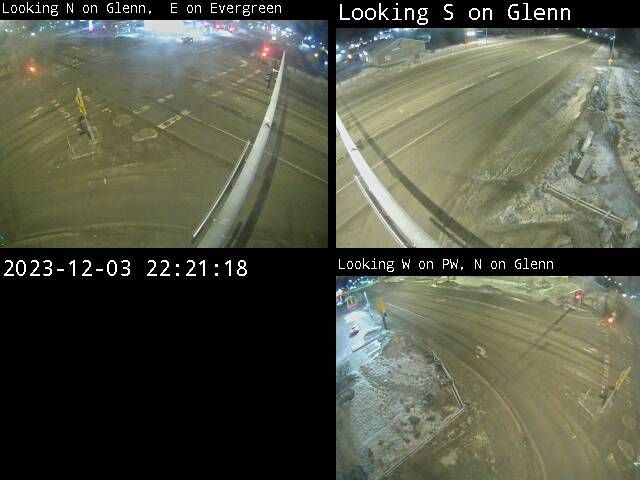 Looking N on Glenn, E on Evergreen
Looking S on Glenn
2023-12-03 22:21:18
Looking W on PW, N on Glenn